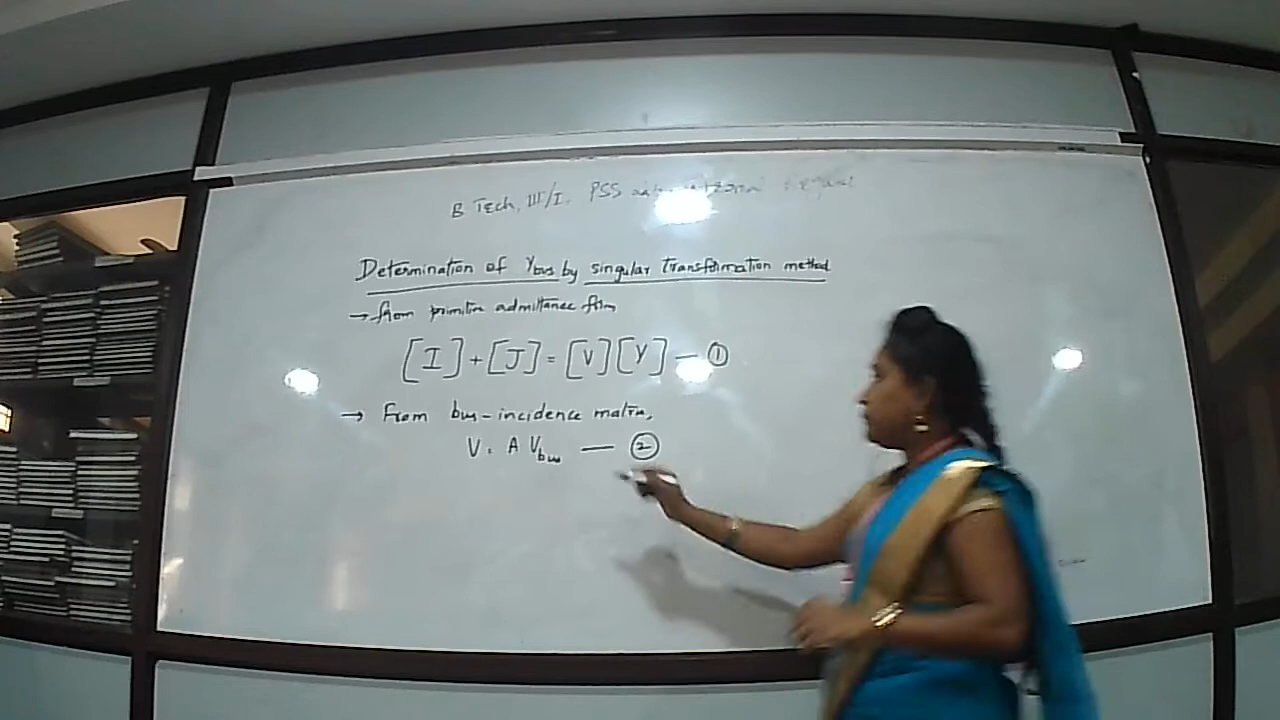 B Tech, III/I, PSS
Determination of Ybus by singular transformation method
→ from primitive admittance form
[I] + [J] = [V][Y] — ①
→ From bus-incidence matrix,
V = A Vbus — ②